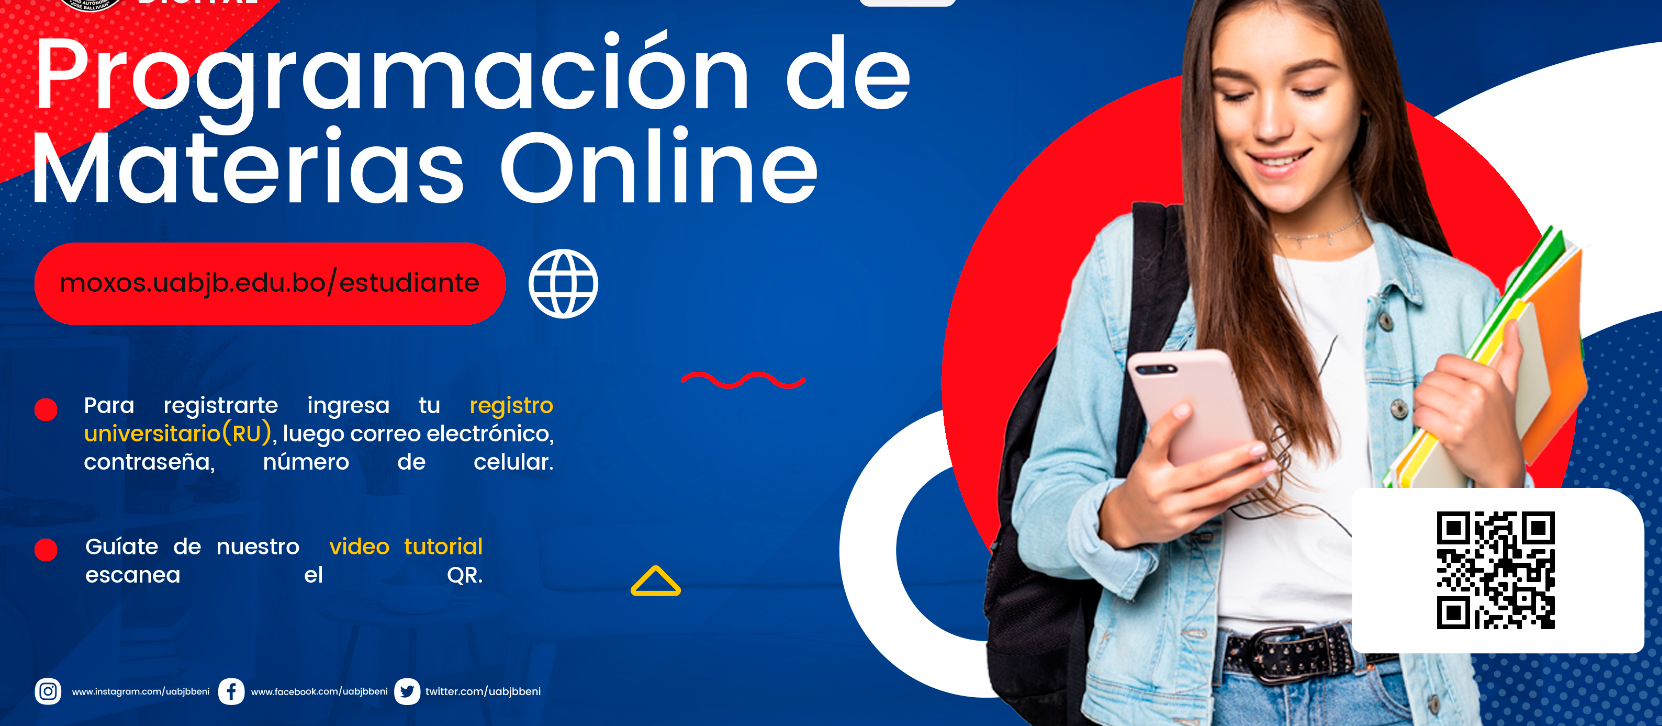 Programación de
Materias Online
moxos.uabjb.edu.bo/estudiante
Para registrarte ingresa tu registro
universitario(RU), luego correo electrónico,
contraseña, número de celular.
Guíate de nuestro video tutorial
escanea el QR.
www.instagram.com/uabjbbeni www.facebook.com/uabjbbeni twitter.com/uabjbbeni